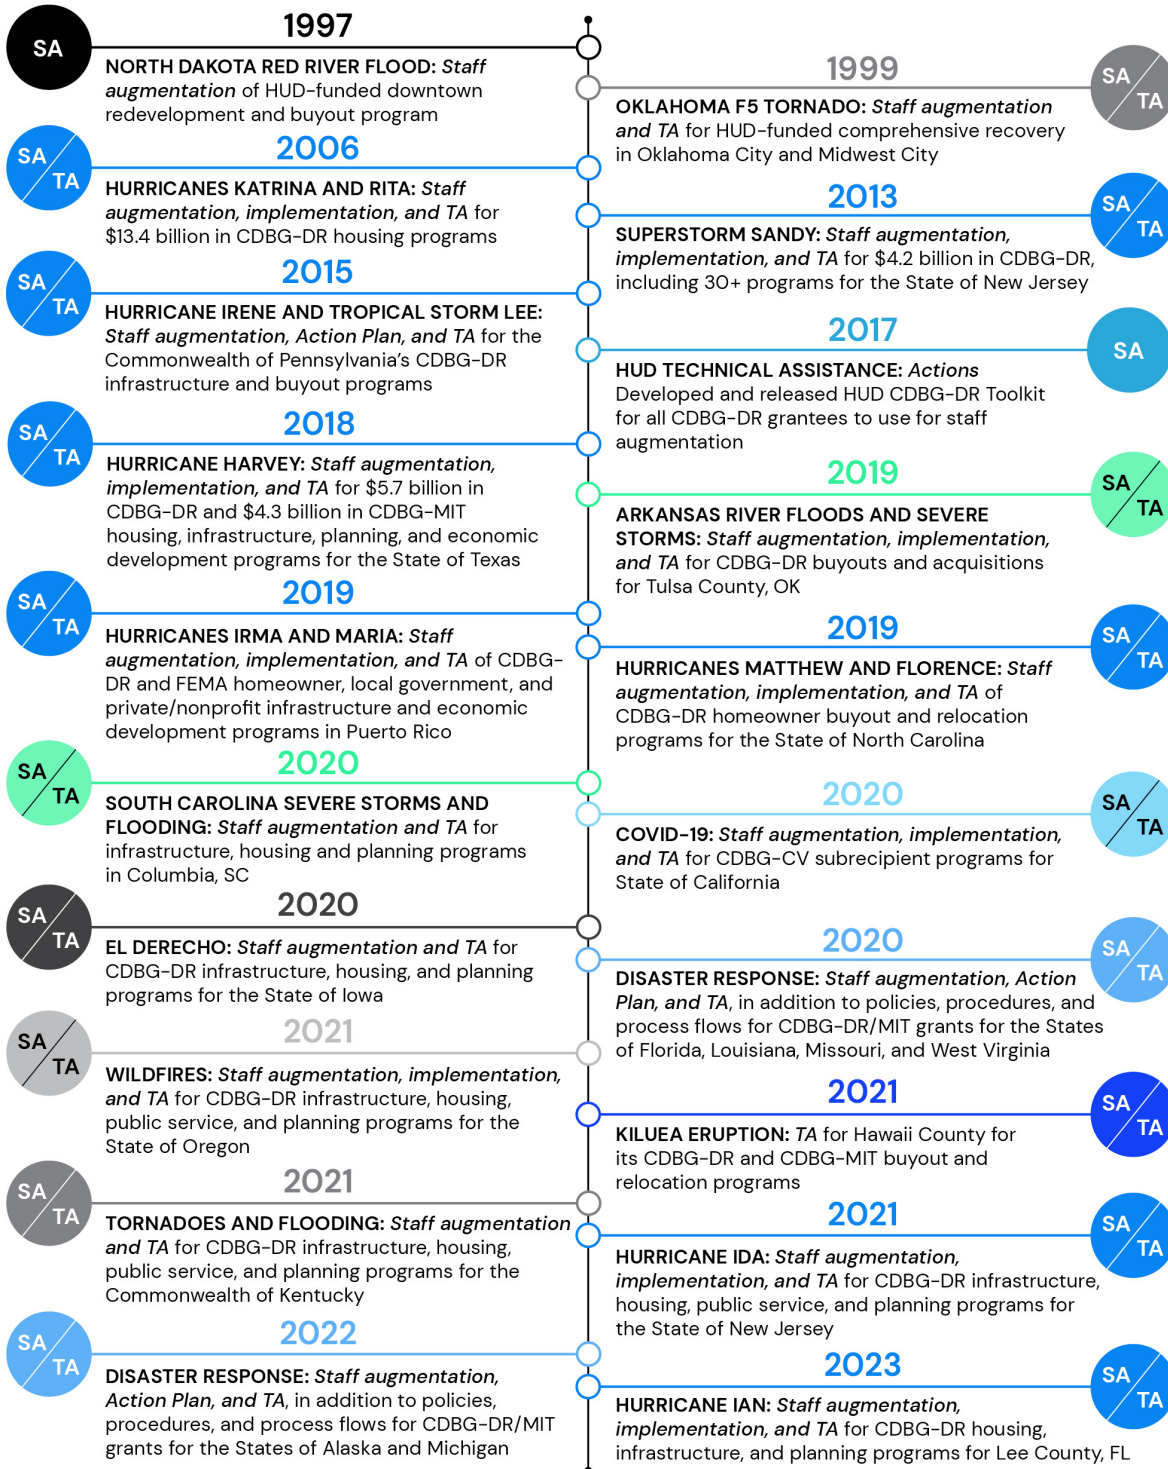 1997
SA
NORTH DAKOTA RED RIVER FLOOD: Staff
augmentation of HUD-funded downtown
redevelopment and buyout program
1999
SA
TA
OKLAHOMA F5 TORNADO: Staff augmentation
and TA for HUD-funded comprehensive recovery
in Oklahoma City and Midwest City
2006
SA
TA
HURRICANES KATRINA AND RITA: Staff
augmentation, implementation, and TA for
$13.4 billion in CDBG-DR housing programs
2013
SA
TA
SUPERSTORM SANDY: Staff augmentation,
implementation, and TA for $4.2 billion in CDBG-DR,
including 30+ programs for the State of New Jersey
2015
SA
TA
HURRICANE IRENE AND TROPICAL STORM LEE:
Staff augmentation, Action Plan, and TA for the
Commonwealth of Pennsylvania's CDBG-DR
infrastructure and buyout programs
2017
SA
HUD TECHNICAL ASSISTANCE: Actions
Developed and released HUD CDBG-DR Toolkit
for all CDBG-DR grantees to use for staff
augmentation
2018
SA
TA
HURRICANE HARVEY: Staff augmentation,
implementation, and TA for $5.7 billion in
CDBG-DR and $4.3 billion in CDBG-MIT
housing, infrastructure, planning, and economic
development programs for the State of Texas
2019
SA
TA
ARKANSAS RIVER FLOODS AND SEVERE
STORMS: Staff augmentation, implementation,
and TA for CDBG-DR buyouts and acquisitions
for Tulsa County, OK
2019
SA
TA
HURRICANES IRMA AND MARIA: Staff
augmentation, implementation, and TA of CDBG-
DR and FEMA homeowner, local government, and
private/nonprofit infrastructure and economic
development programs in Puerto Rico
2019
SA
TA
HURRICANES MATTHEW AND FLORENCE: Staff
augmentation, implementation, and TA of
CDBG-DR homeowner buyout and relocation
programs for the State of North Carolina
2020
SA
TA
SOUTH CAROLINA SEVERE STORMS AND
FLOODING: Staff augmentation and TA for
infrastructure, housing and planning programs
in Columbia, SC
2020
SA
TA
COVID-19: Staff augmentation, implementation,
and TA for CDBG-CV subrecipient programs for
State of California
2020
SA
TA
EL DERECHO: Staff augmentation and TA for
CDBG-DR infrastructure, housing, and planning
programs for the State of Iowa
2020
SA
TA
DISASTER RESPONSE: Staff augmentation, Action
Plan, and TA, in addition to policies, procedures, and
process flows for CDBG-DR/MIT grants for the States
of Florida, Louisiana, Missouri, and West Virginia
2021
SA
TA
WILDFIRES: Staff augmentation, implementation,
and TA for CDBG-DR infrastructure, housing,
public service, and planning programs for the
State of Oregon
2021
SA
TA
KILUEA ERUPTION: TA for Hawaii County for
its CDBG-DR and CDBG-MIT buyout and
relocation programs
2021
SA
TA
TORNADOES AND FLOODING: Staff augmentation
and TA for CDBG-DR infrastructure, housing,
public service, and planning programs for the
Commonwealth of Kentucky
2021
SA
TA
HURRICANE IDA: Staff augmentation,
implementation, and TA for CDBG-DR infrastructure,
housing, public service, and planning programs for
the State of New Jersey
2022
SA
TA
DISASTER RESPONSE: Staff augmentation,
Action Plan, and TA, in addition to policies,
procedures, and process flows for CDBG-DR/MIT
grants for the States of Alaska and Michigan
2023
SA
TA
HURRICANE IAN: Staff augmentation,
implementation, and TA for CDBG-DR housing,
infrastructure, and planning programs for Lee County, FL